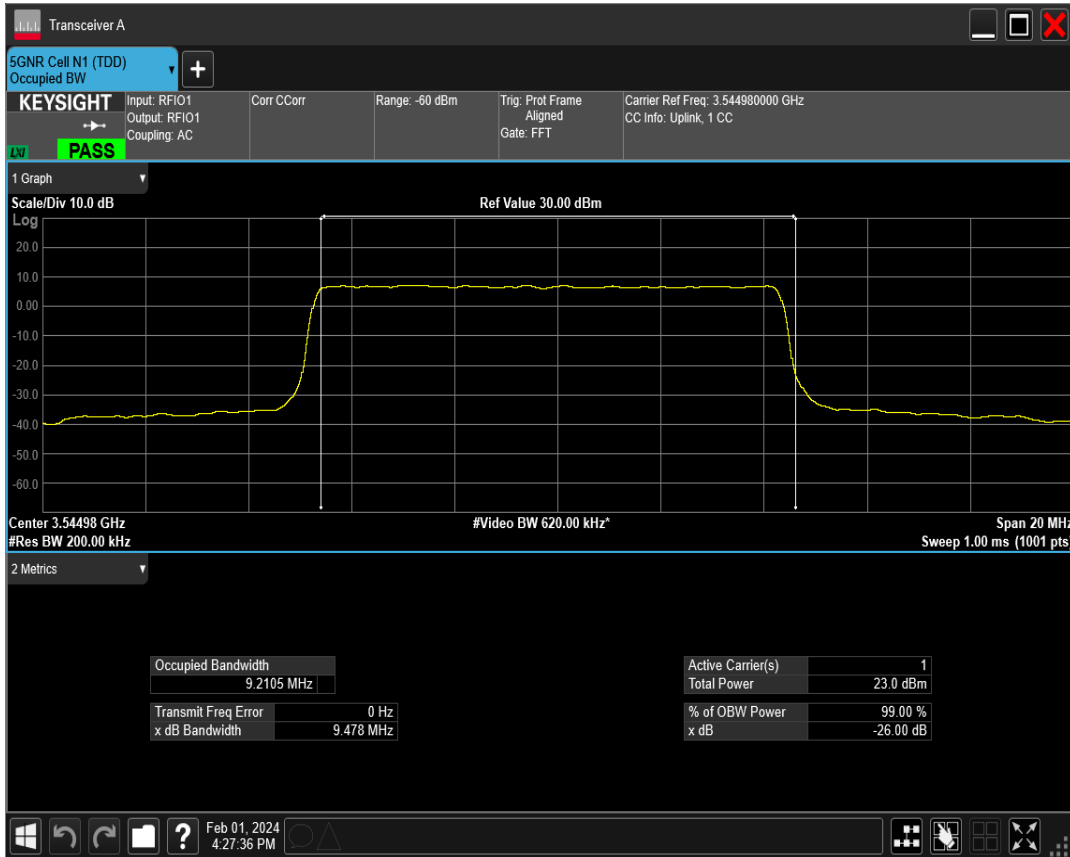 Transceiver A
5GNR Cell N1 (TDD)
Occupied BW
+
KEYSIGHT
LXI
PASS
Input: RFIO1
Output: RFIO1
Coupling: AC
Corr CCorr
Range: -60 dBm
Trig: Prot Frame
Aligned
Gate: FFT
Carrier Ref Freq: 3.544980000 GHz
CC Info: Uplink, 1 CC
1 Graph
Scale/Div 10.0 dB
Ref Value 30.00 dBm
Log
20.0
10.0
0.00
-10.0
-20.0
-30.0
-40.0
-50.0
-60.0
Center 3.54498 GHz
#Video BW 620.00 kHz*
Span 20 MHz
#Res BW 200.00 kHz
Sweep 1.00 ms (1001 pts)
2 Metrics
Occupied Bandwidth
9.2105 MHz
Transmit Freq Error 0 Hz
x dB Bandwidth 9.478 MHz
Active Carrier(s) 1
Total Power 23.0 dBm
% of OBW Power 99.00 %
x dB -26.00 dB
?
Feb 01, 2024
4:27:36 PM